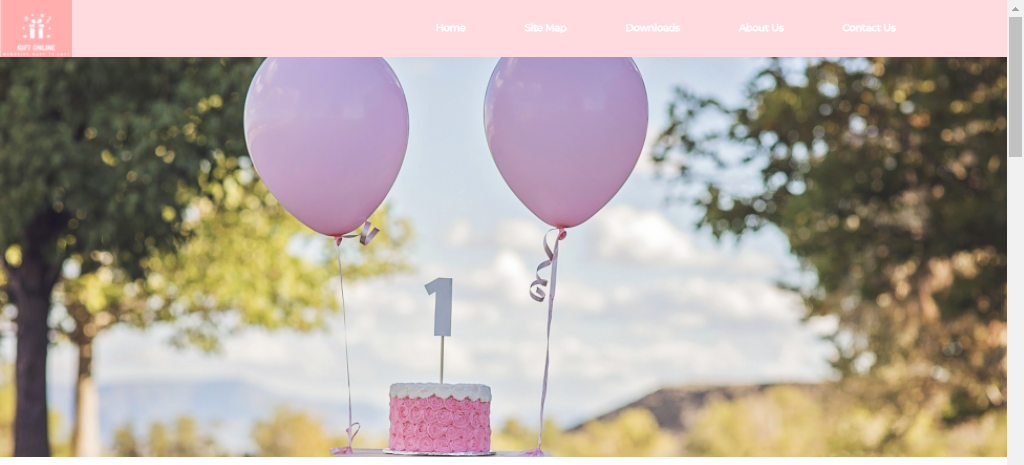 GIFT ONLINE
Home
Site Map
Downloads
About Us
Contact Us
1